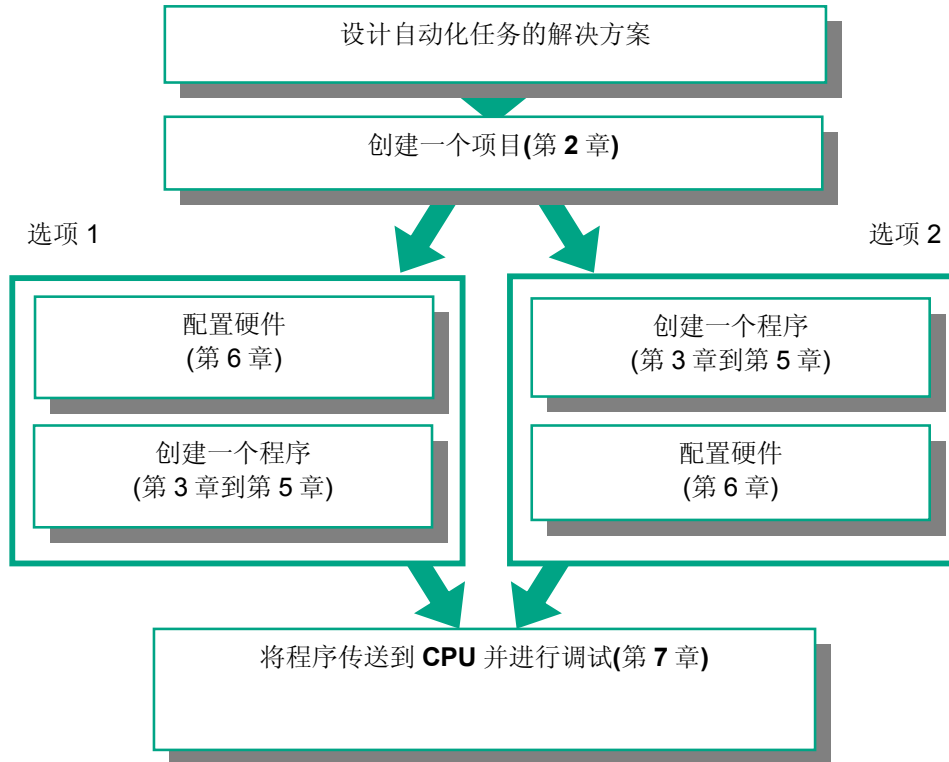 设计自动化任务的解决方案
创建一个项目(第 2 章)
选项 1
选项 2
配置硬件
(第 6 章)
创建一个程序
(第 3 章到第 5 章)
创建一个程序
(第 3 章到第 5 章)
配置硬件
(第 6 章)
将程序传送到 CPU 并进行调试(第 7 章)